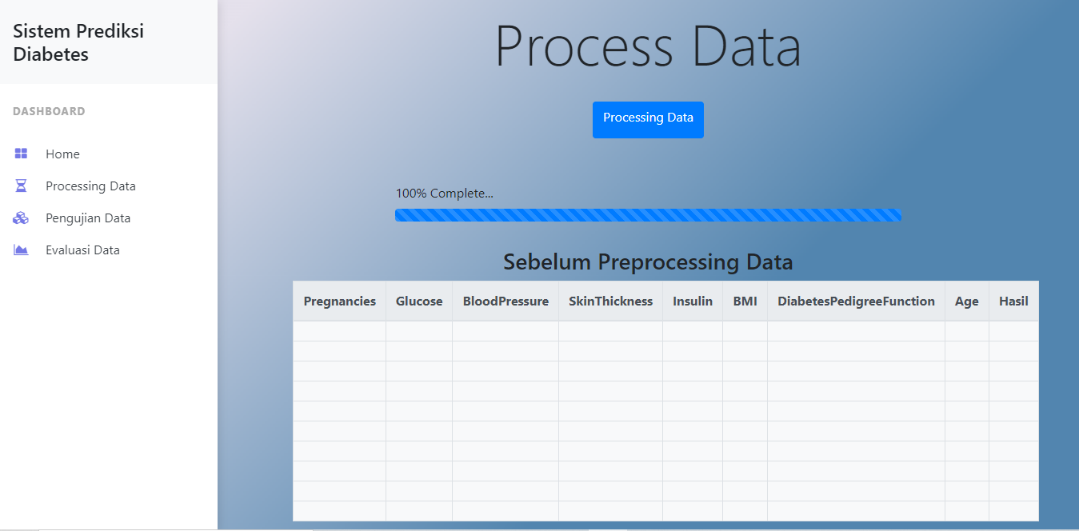 Sistem Prediksi
Diabetes
DASHBOARD
Home
Processing Data
Pengujian Data
Evaluasi Data
Process Data
Processing Data
100% Complete...
Sebelum Preprocessing Data
Pregnancies Glucose BloodPressure SkinThickness Insulin BMI DiabetesPedigreeFunction Age Hasil